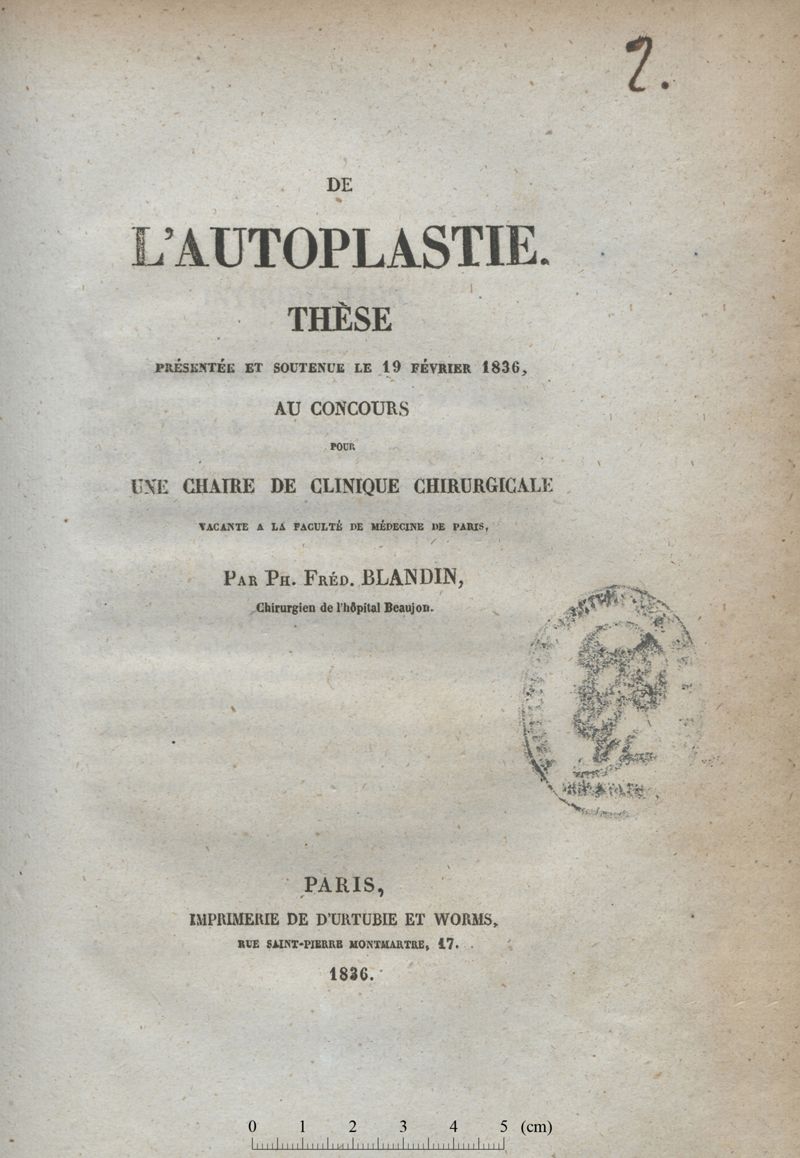 2.
DE
L'AUTOPLASTIE.
THÈSE
PRÉSENTÉE ET SOUTENUE LE 19 FÉVRIER 1836,
AU CONCOURS
POUR
UNE CHAIRE DE CLINIQUE CHIRURGICALE
VACANTE A LA FACULTÉ DE MÉDECINE DE PARIS,
PAR PH. FRÉD. BLANDIN,
Chirurgien de l'hôpital Beaujon.
PARIS,
IMPRIMERIE DE D'URTUBIE ET WORMS,
RUE SAINT-PIERRE MONTMARTRE, 17.
1836.
0 1 2 3 4 5 (cm)